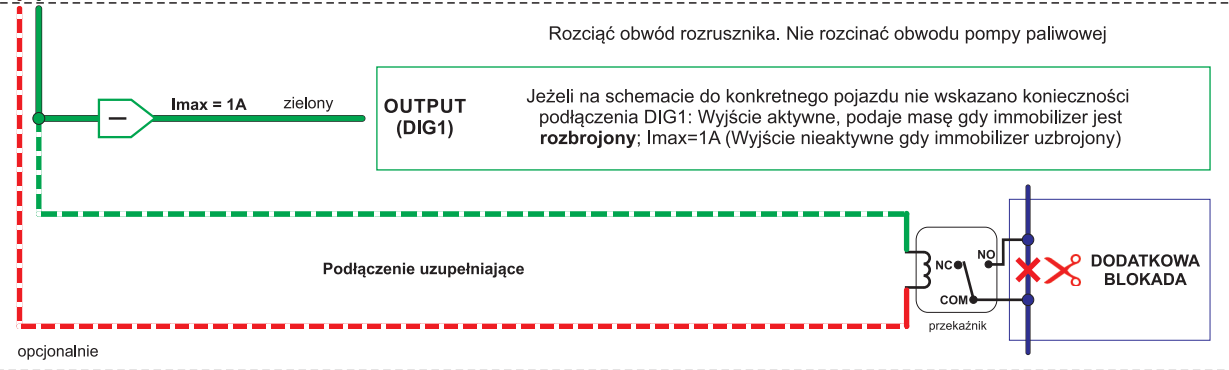 Rozciąć obwód rozrusznika. Nie rozcinać obwodu pompy paliwowej
Imax = 1A
zielony
OUTPUT
(DIG1)
Jeżeli na schemacie do konkretnego pojazdu nie wskazano konieczności
podłączenia DIG1: Wyjście aktywne, podaje masę gdy immobilizer jest
rozbrojony; Imax=1A (Wyjście nieaktywne gdy immobilizer uzbrojony)
Podłączenie uzupełniające
NC
NO
COM
przekaźnik
DODATKOWA
BLOKADA
opcjonalnie